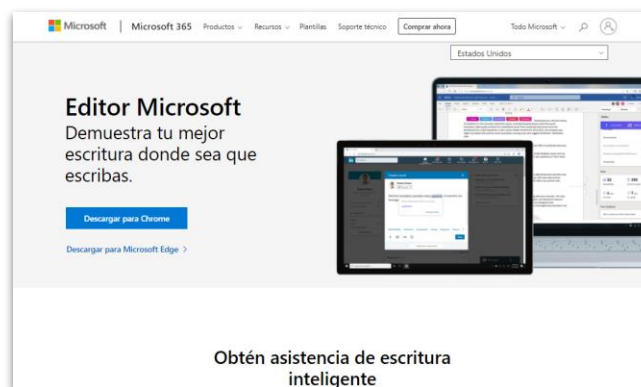 Microsoft | Microsoft 365 Productos Recursos Plantillas Soporte técnico Comprar ahora Todo Microsoft
Estados Unidos
Editor Microsoft
Demuestra tu mejor
escritura donde sea que
escribas.
Descargar para Chrome
Descargar para Microsoft Edge >
Obtén asistencia de escritura
inteligente